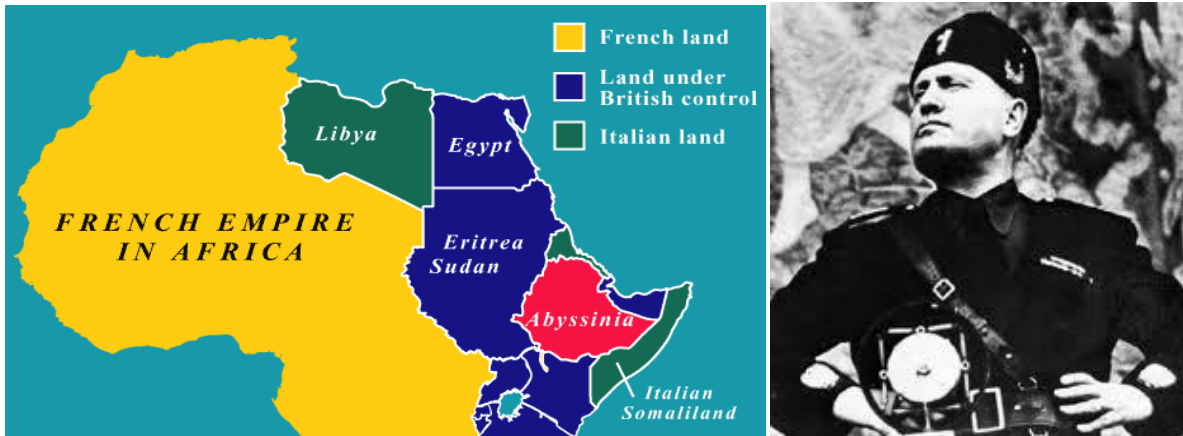 French land
Land under
British control
Italian land
Libya
Egypt
FRENCH EMPIRE
IN AFRICA
Eritrea
Sudan
Abyssinia
Italian
Somaliland